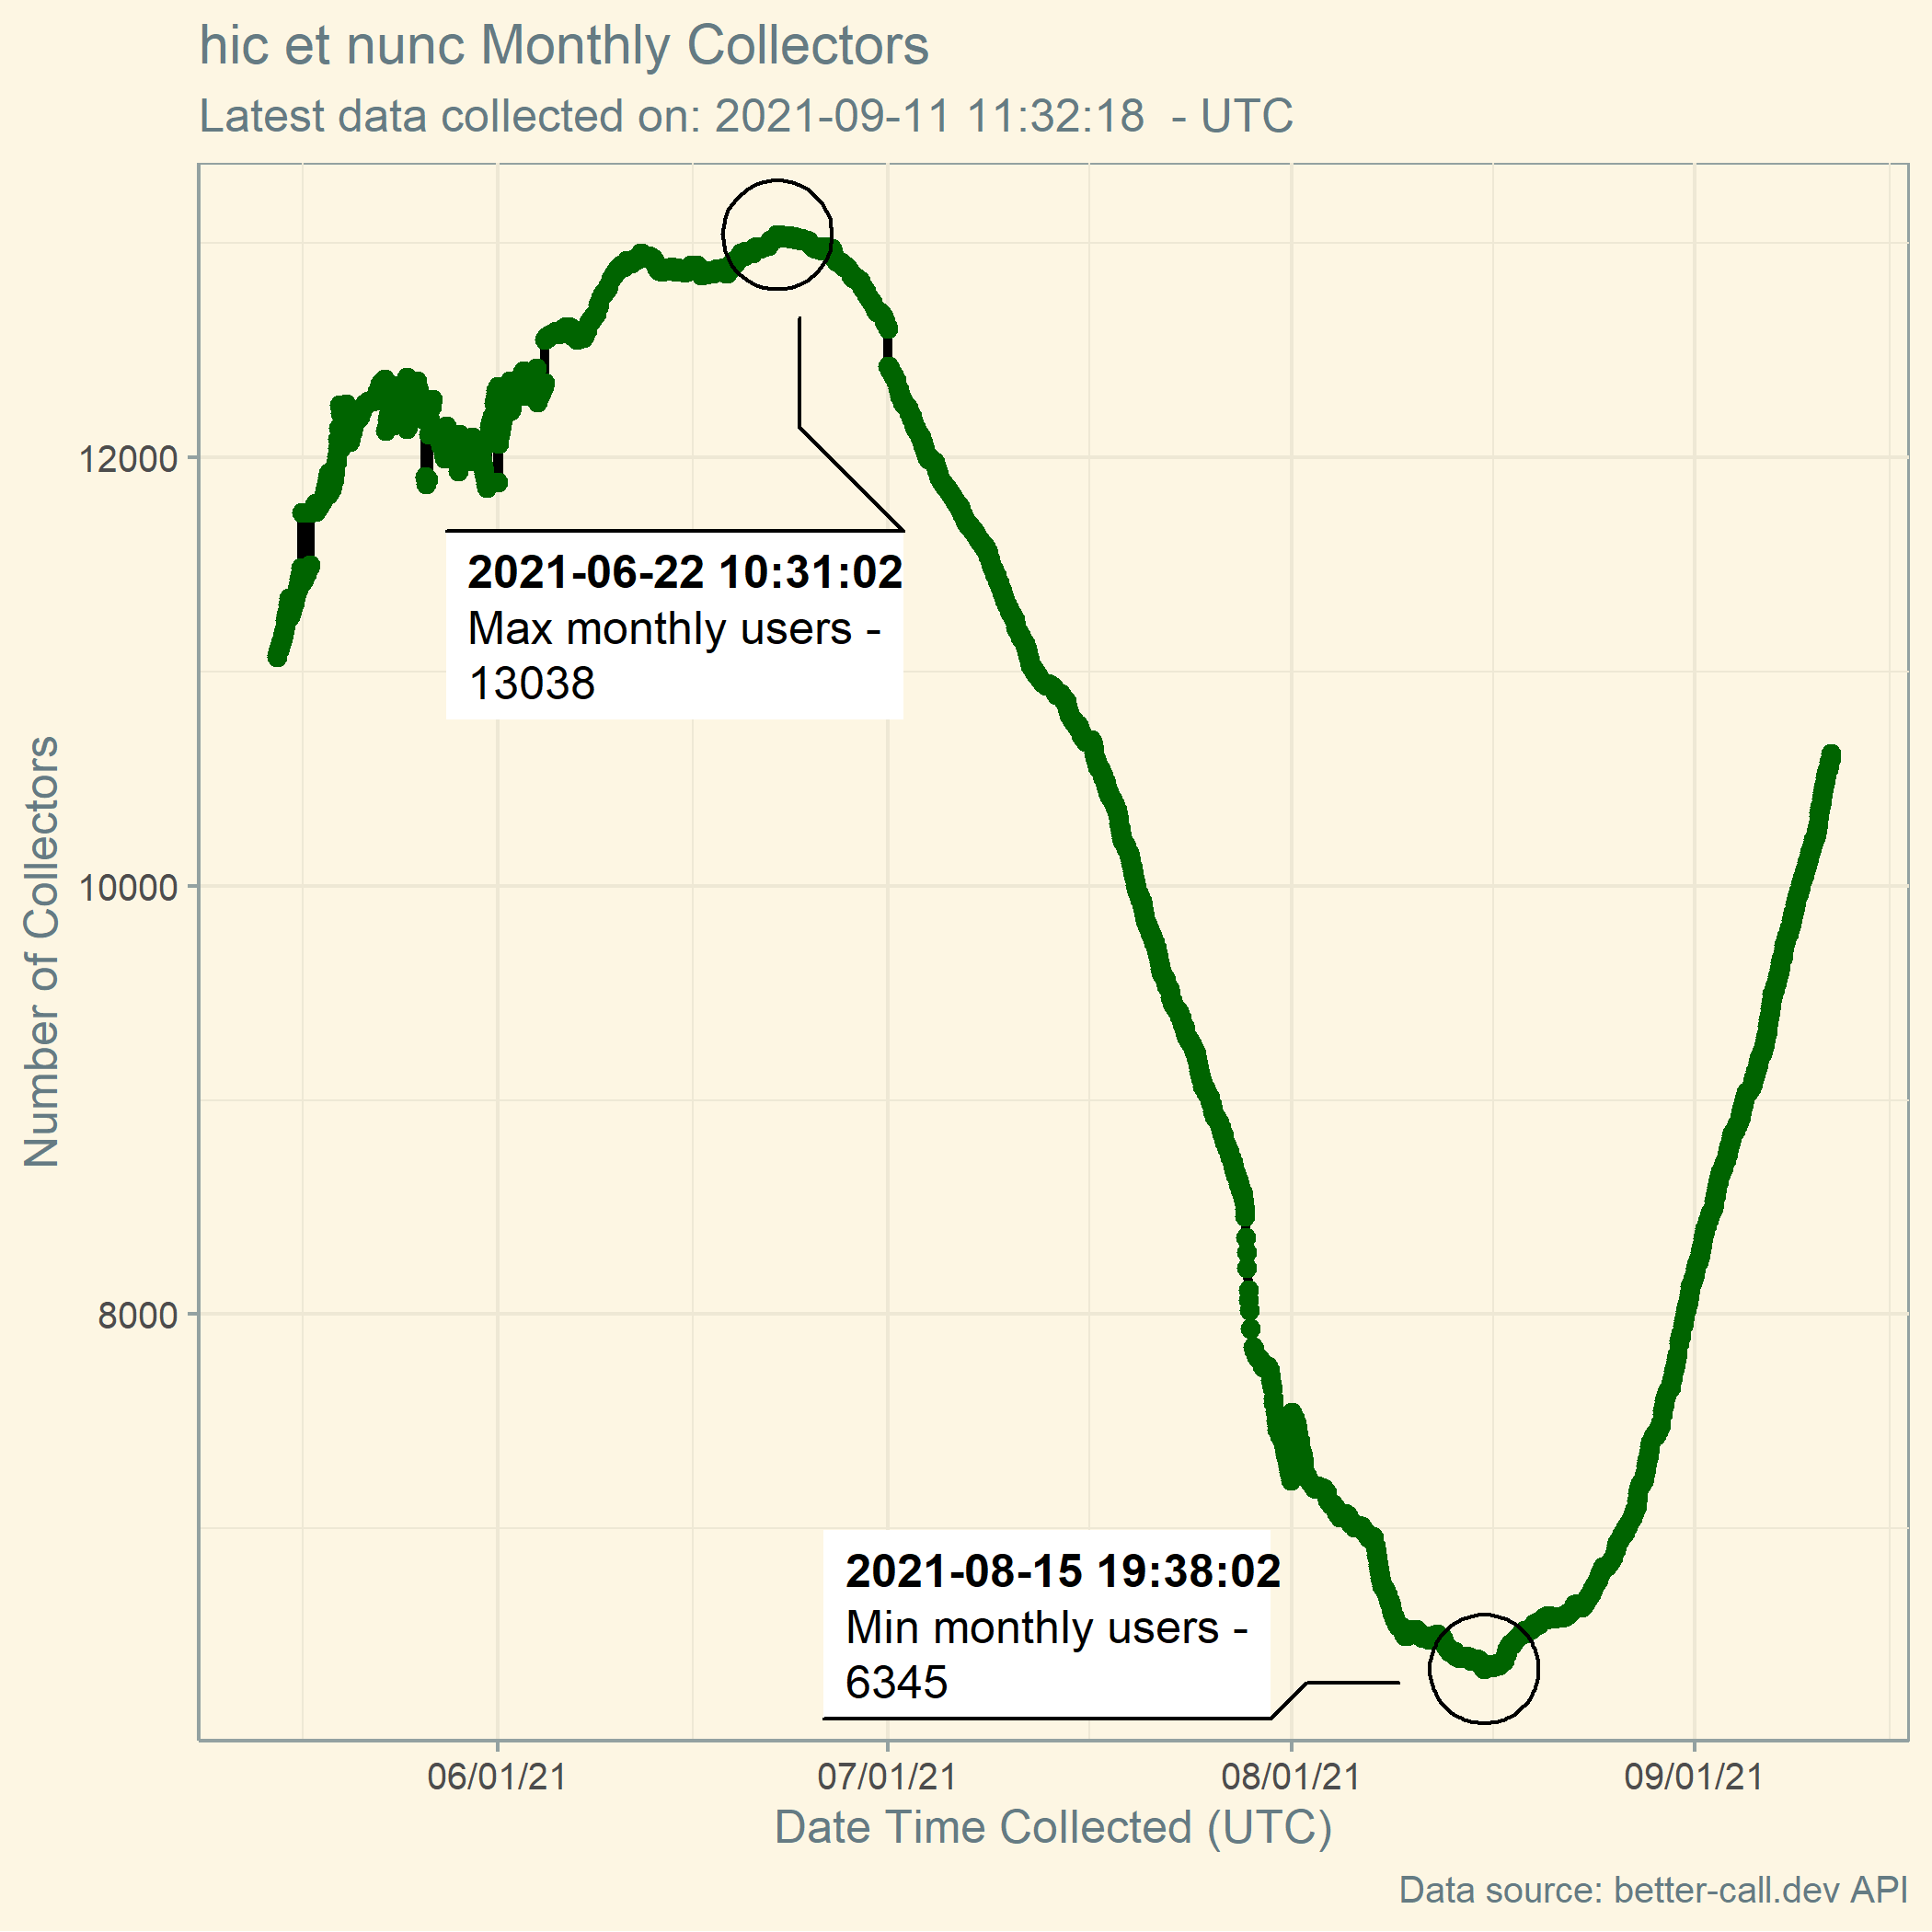 hic et nunc Monthly Collectors
Latest data collected on: 2021-09-11 11:32:18  - UTC
Number of Collectors
12000
10000
8000
2021-06-22 10:31:02
Max monthly users -
13038
2021-08-15 19:38:02
Min monthly users -
6345
06/01/21
07/01/21
08/01/21
09/01/21
Date Time Collected (UTC)
Data source: better-call.dev API